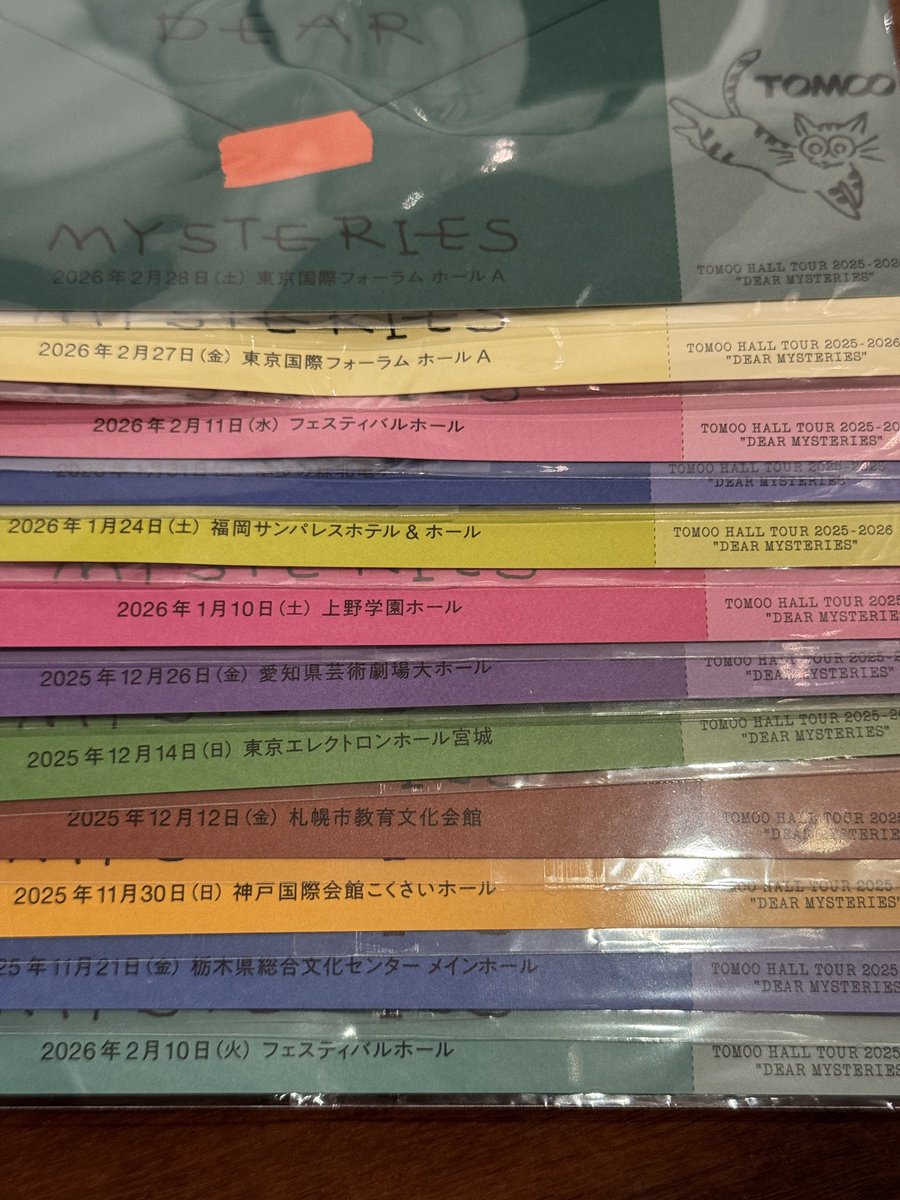 DEAR
TOMOO
MYSTERIES
2026年2月28日(土) 東京国際フォーラム ホールA
TOMOO HALL TOUR 2025-202
"DEAR MYSTERIES"
MYSTERIES
2026年2月27日(金) 東京国際フォーラム ホールA
TOMOO HALL TOUR 2025-2026
"DEAR MYSTERIES"
2026年2月11日(水) フェスティバルホール
TOMOO HALL TOUR 2025-20
"DEAR MYSTERIES"
TOMOO HALL TOUR 2025-2026
"DEAR MYSTERIES"
2026年1月24日(土) 福岡サンパレスホテル&ホール
TOMOO HALL TOUR 2025-2026
"DEAR MYSTERIES"
MYSTERIES
2026年1月10日(土) 上野学園ホール
TOMOO HALL TOUR 2025
"DEAR MYSTERIES
2025年12月26日(金) 愛知県芸術劇場大ホール
TOMOO HALL TOUR 2025-2
"DEAR MYSTERIES"
2025年12月14日(日) 東京エレクトロンホール宮城
TOMOO HALL TOUR 2025-20
"DEAR MYSTERIES"
2025年12月12日(金) 札幌市教育文化会館
TOMOO HALL TOUR 2025
"DEAR MYSTERIE
2025年11月30日(日) 神戸国際会館こくさいホール
TOMOO HALL TOUR 2025
"DEAR MYSTERIES
25年11月21日(金) 栃木県総合文化センター メインホール
TOMOO HALL TOUR 2025
"DEAR MYSTERIES
2026年2月10日(火) フェスティバルホール
TOMOO HALL TOUR 2025
"DEAR MYSTERIES